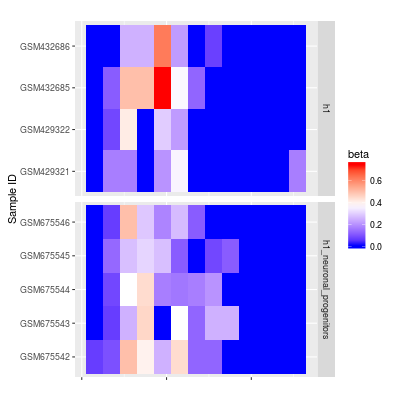 GSM432686
GSM432685
GSM429322
GSM429321
h1
GSM675546
GSM675545
GSM675544
GSM675543
GSM675542
h1_neuronal_progenitors
Sample ID
beta
0.6
0.4
0.2
0.0